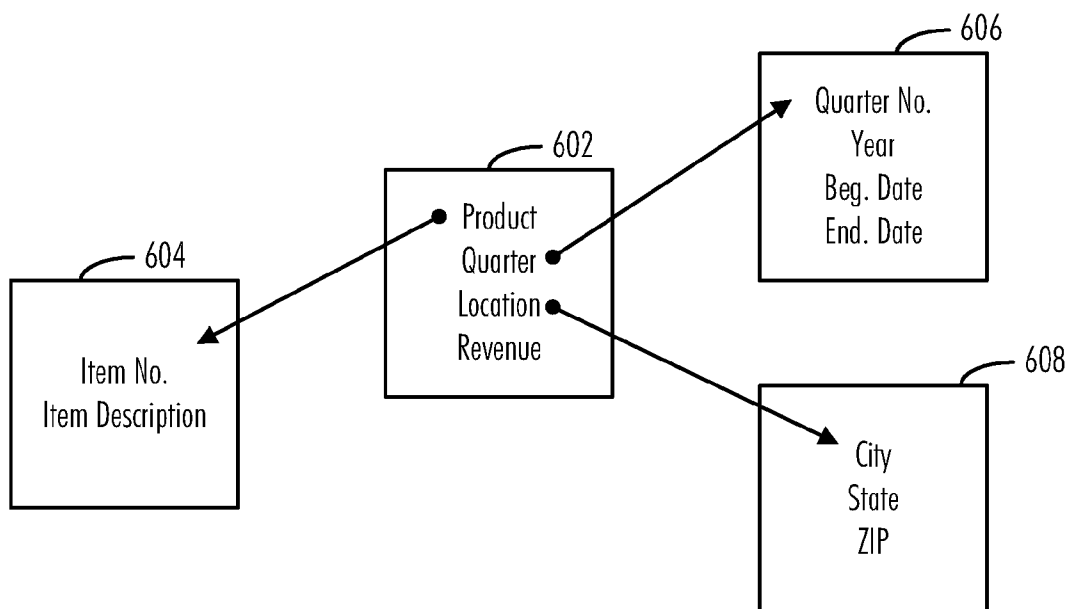 606
Quarter No.
Year
Beg. Date
End. Date
602
Product
Quarter
Location
Revenue
604
Item No.
Item Description
608
City
State
ZIP